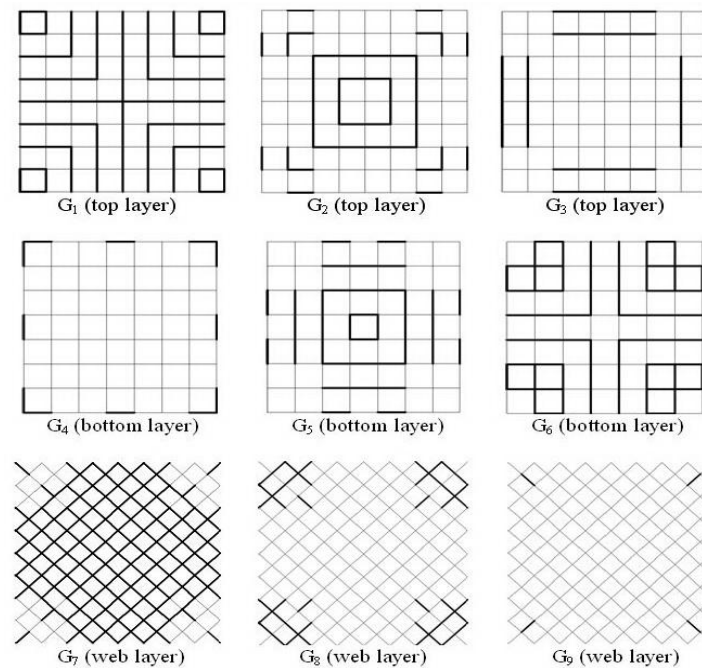 G₁ (top layer) G₂ (top layer) G₃ (top layer)
G₄ (bottom layer) G₅ (bottom layer) G₆ (bottom layer)
G₇ (web layer) G₈ (web layer) G₉ (web layer)